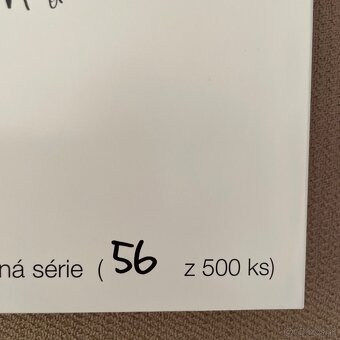 ná série ( 56 z 500 ks)